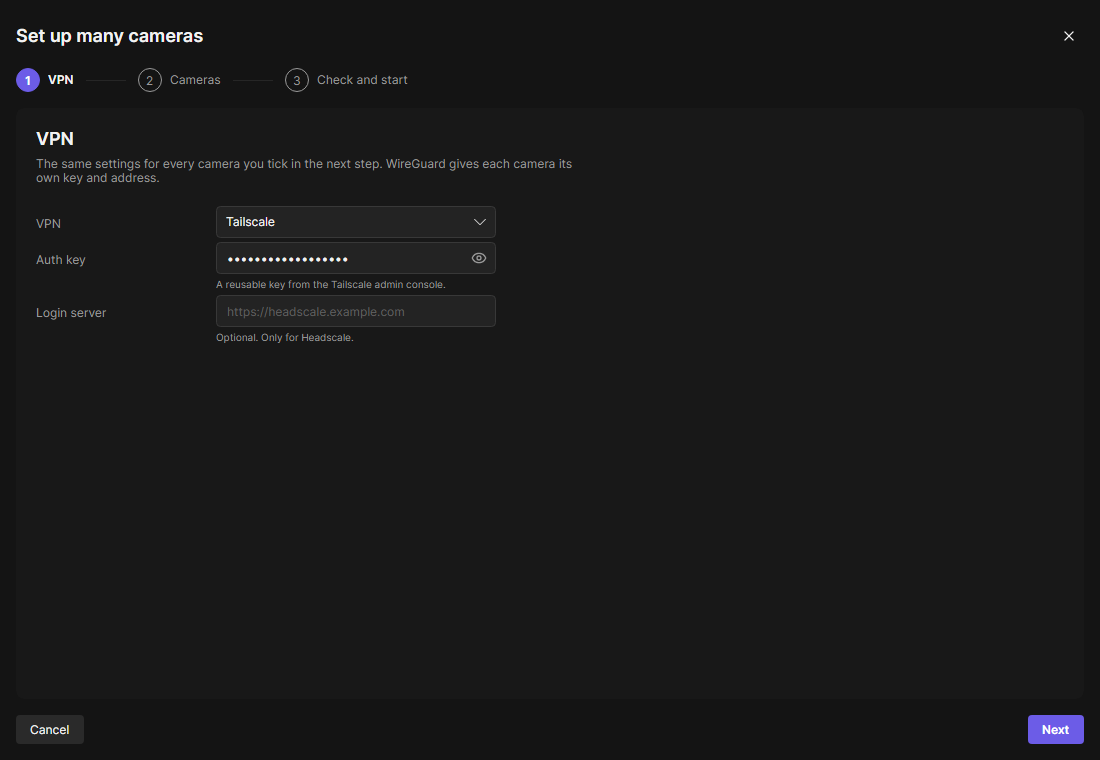 Set up many cameras
1 VPN 2 Cameras 3 Check and start
VPN
The same settings for every camera you tick in the next step. WireGuard gives each camera its
own key and address.
VPN Tailscale
Auth key ••••••••••••••••••
A reusable key from the Tailscale admin console.
Login server https://headscale.example.com
Optional. Only for Headscale.
Cancel Next